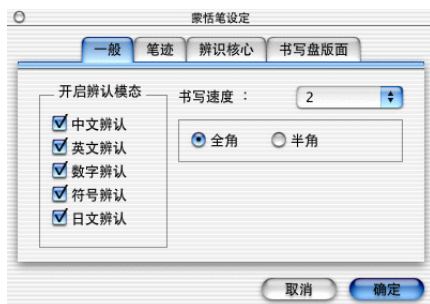 蒙恬笔设定
一般 笔迹 辨识核心 书写盘版面
开启辨认模态
中文辨认
英文辨认
数字辨认
符号辨认
日文辨认
书写速度 : 2
全角 半角
取消 确定